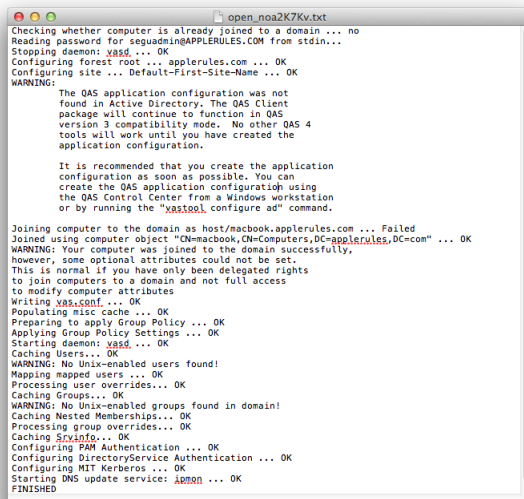 open_noa2K7Kv.txt
Checking whether computer is already joined to a domain ... no
Reading password for seguadmin@APPLERULES.COM from stdin...
Stopping daemon: vasd ... OK
Configuring forest root ... applerules.com ... OK
Configuring site ... Default-First-Site-Name ... OK
WARNING:
The QAS application configuration was not
found in Active Directory. The QAS Client
package will continue to function in QAS
version 3 compatibility mode.  No other QAS 4
tools will work until you have created the
application configuration.
It is recommended that you create the application
configuration as soon as possible. You can
create the QAS application configuration using
the QAS Control Center from a Windows workstation
or by running the "vastool configure ad" command.
Joining computer to the domain as host/macbook.applerules.com ... Failed
Joined using computer object "CN=macbook,CN=Computers,DC=applerules,DC=com" ... OK
WARNING: Your computer was joined to the domain successfully,
however, some optional attributes could not be set.
This is normal if you have only been delegated rights
to join computers to a domain and not full access
to modify computer attributes
Writing vas.conf ... OK
Populating misc cache ... OK
Preparing to apply Group Policy ... OK
Applying Group Policy Settings ... OK
Starting daemon: vasd ... OK
Caching Users... OK
WARNING: No Unix-enabled users found!
Mapping mapped users ... OK
Processing user overrides... OK
Caching Groups... OK
WARNING: No Unix-enabled groups found in domain!
Caching Nested Memberships... OK
Processing group overrides... OK
Caching Srvinfo... OK
Configuring PAM Authentication ... OK
Configuring DirectoryService Authentication ... OK
Configuring MIT Kerberos ... OK
Starting DNS update service: ipmon ... OK
FINISHED